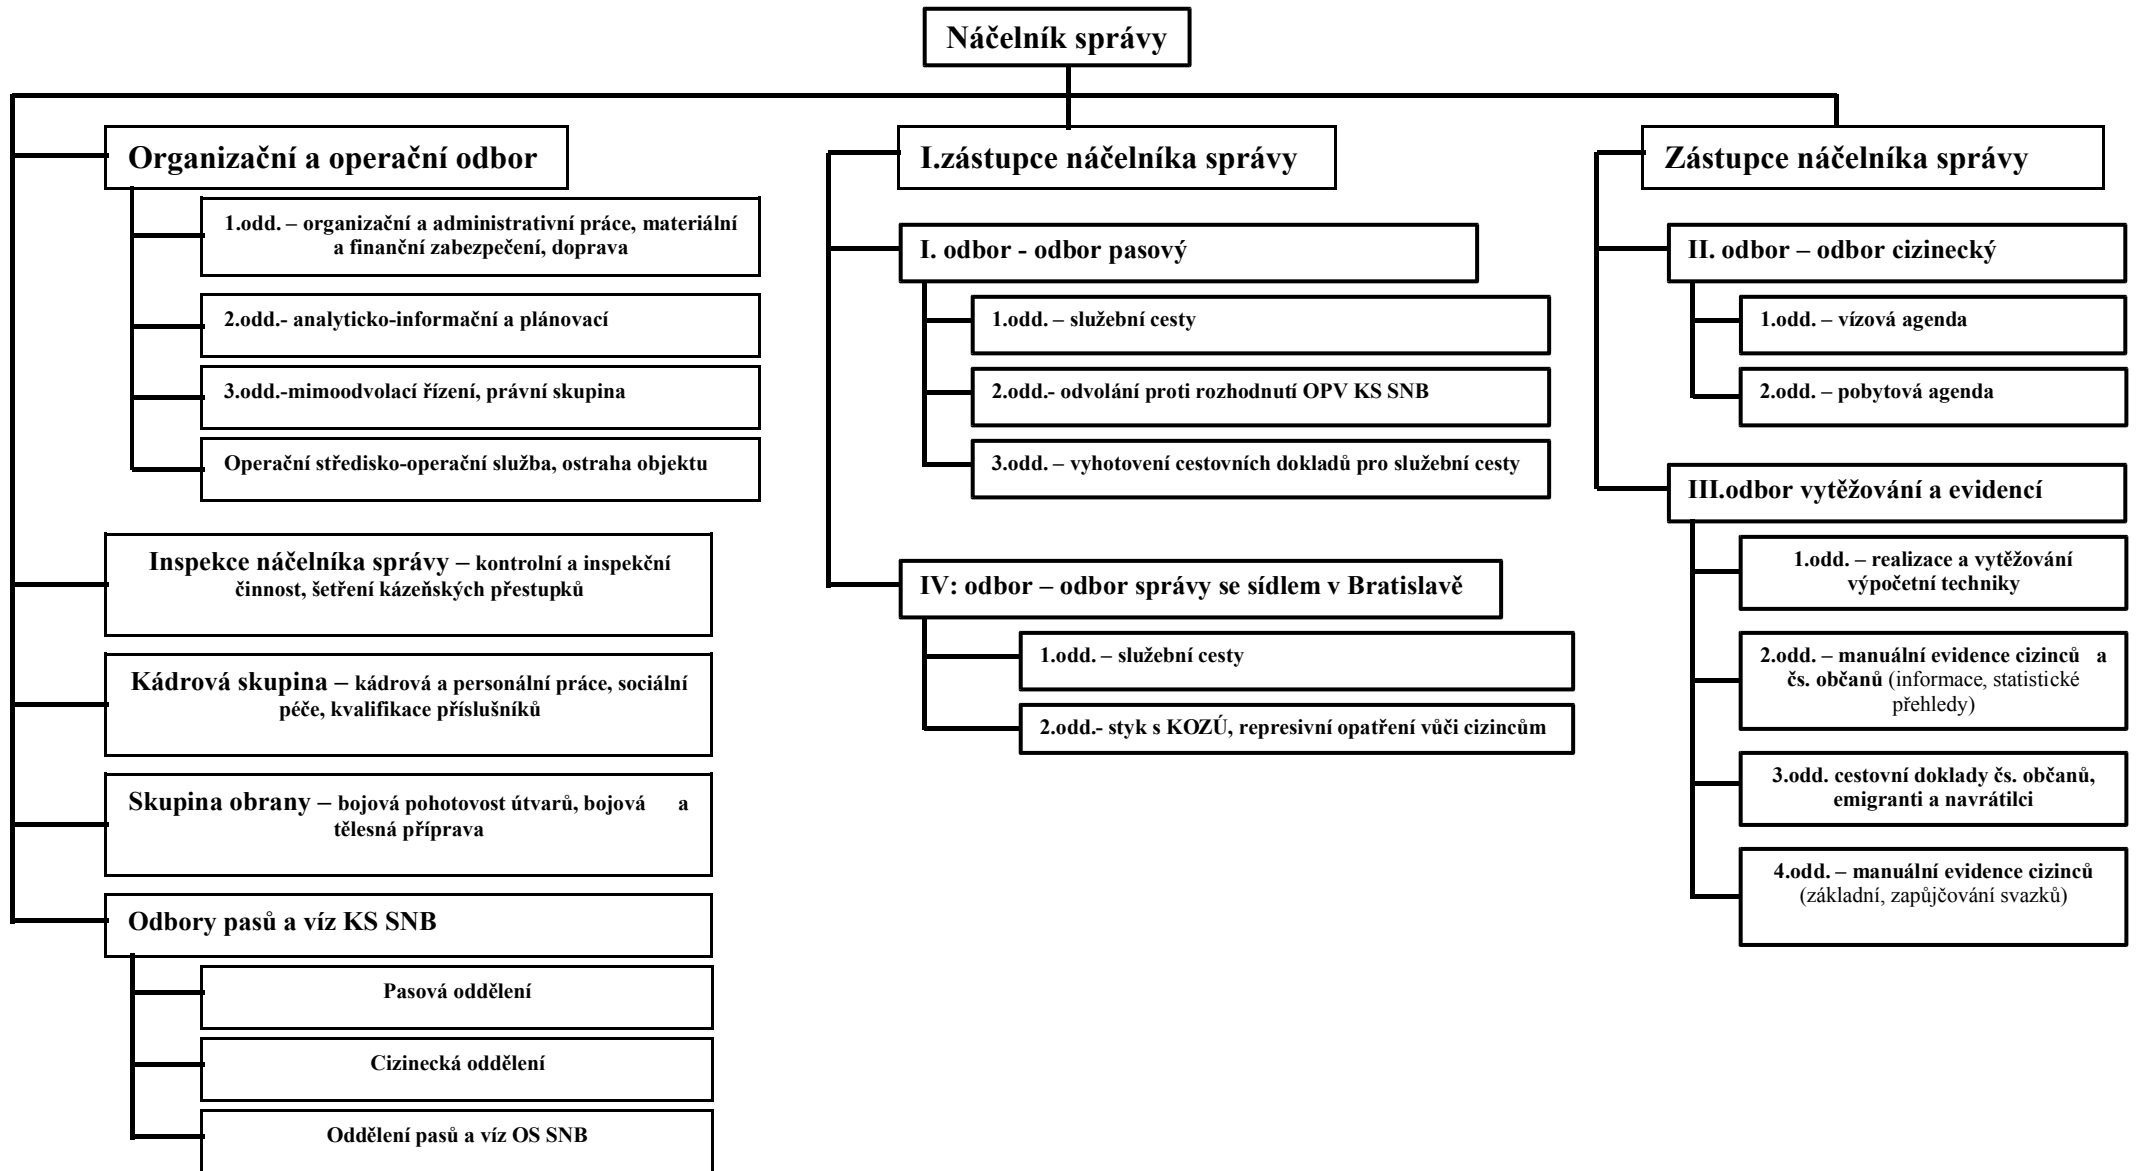 Náčelník správy
Organizační a operační odbor
1.odd. – organizační a administrativní práce, materiální
a finanční zabezpečení, doprava
2.odd.- analyticko-informační a plánovací
3.odd.-mimoodvolací řízení, právní skupina
Operační středisko-operační služba, ostraha objektu
Inspekce náčelníka správy – kontrolní a inspekční
činnost, šetření kázeňských přestupků
Kádrová skupina – kádrová a personální práce, sociální
péče, kvalifikace příslušníků
Skupina obrany – bojová pohotovost útvarů, bojová a
tělesná příprava
Odbory pasů a víz KS SNB
Pasová oddělení
Cizinecká oddělení
Oddělení pasů a víz OS SNB
I.zástupce náčelníka správy
I. odbor - odbor pasový
1.odd. – služební cesty
2.odd.- odvolání proti rozhodnutí OPV KS SNB
3.odd. – vyhotovení cestovních dokladů pro služební cesty
IV: odbor – odbor správy se sídlem v Bratislavě
1.odd. – služební cesty
2.odd.- styk s KOZÚ, represivní opatření vůči cizincům
Zástupce náčelníka správy
II. odbor – odbor cizinecký
1.odd. – vízová agenda
2.odd. – pobytová agenda
III.odbor vytěžování a evidencí
1.odd. – realizace a vytěžování
výpočetní techniky
2.odd. – manuální evidence cizinců a
čs. občanů (informace, statistické
přehledy)
3.odd. cestovní doklady čs. občanů,
emigranti a navrátilci
4.odd. – manuální evidence cizinců
(základní, zapůjčování svazků)